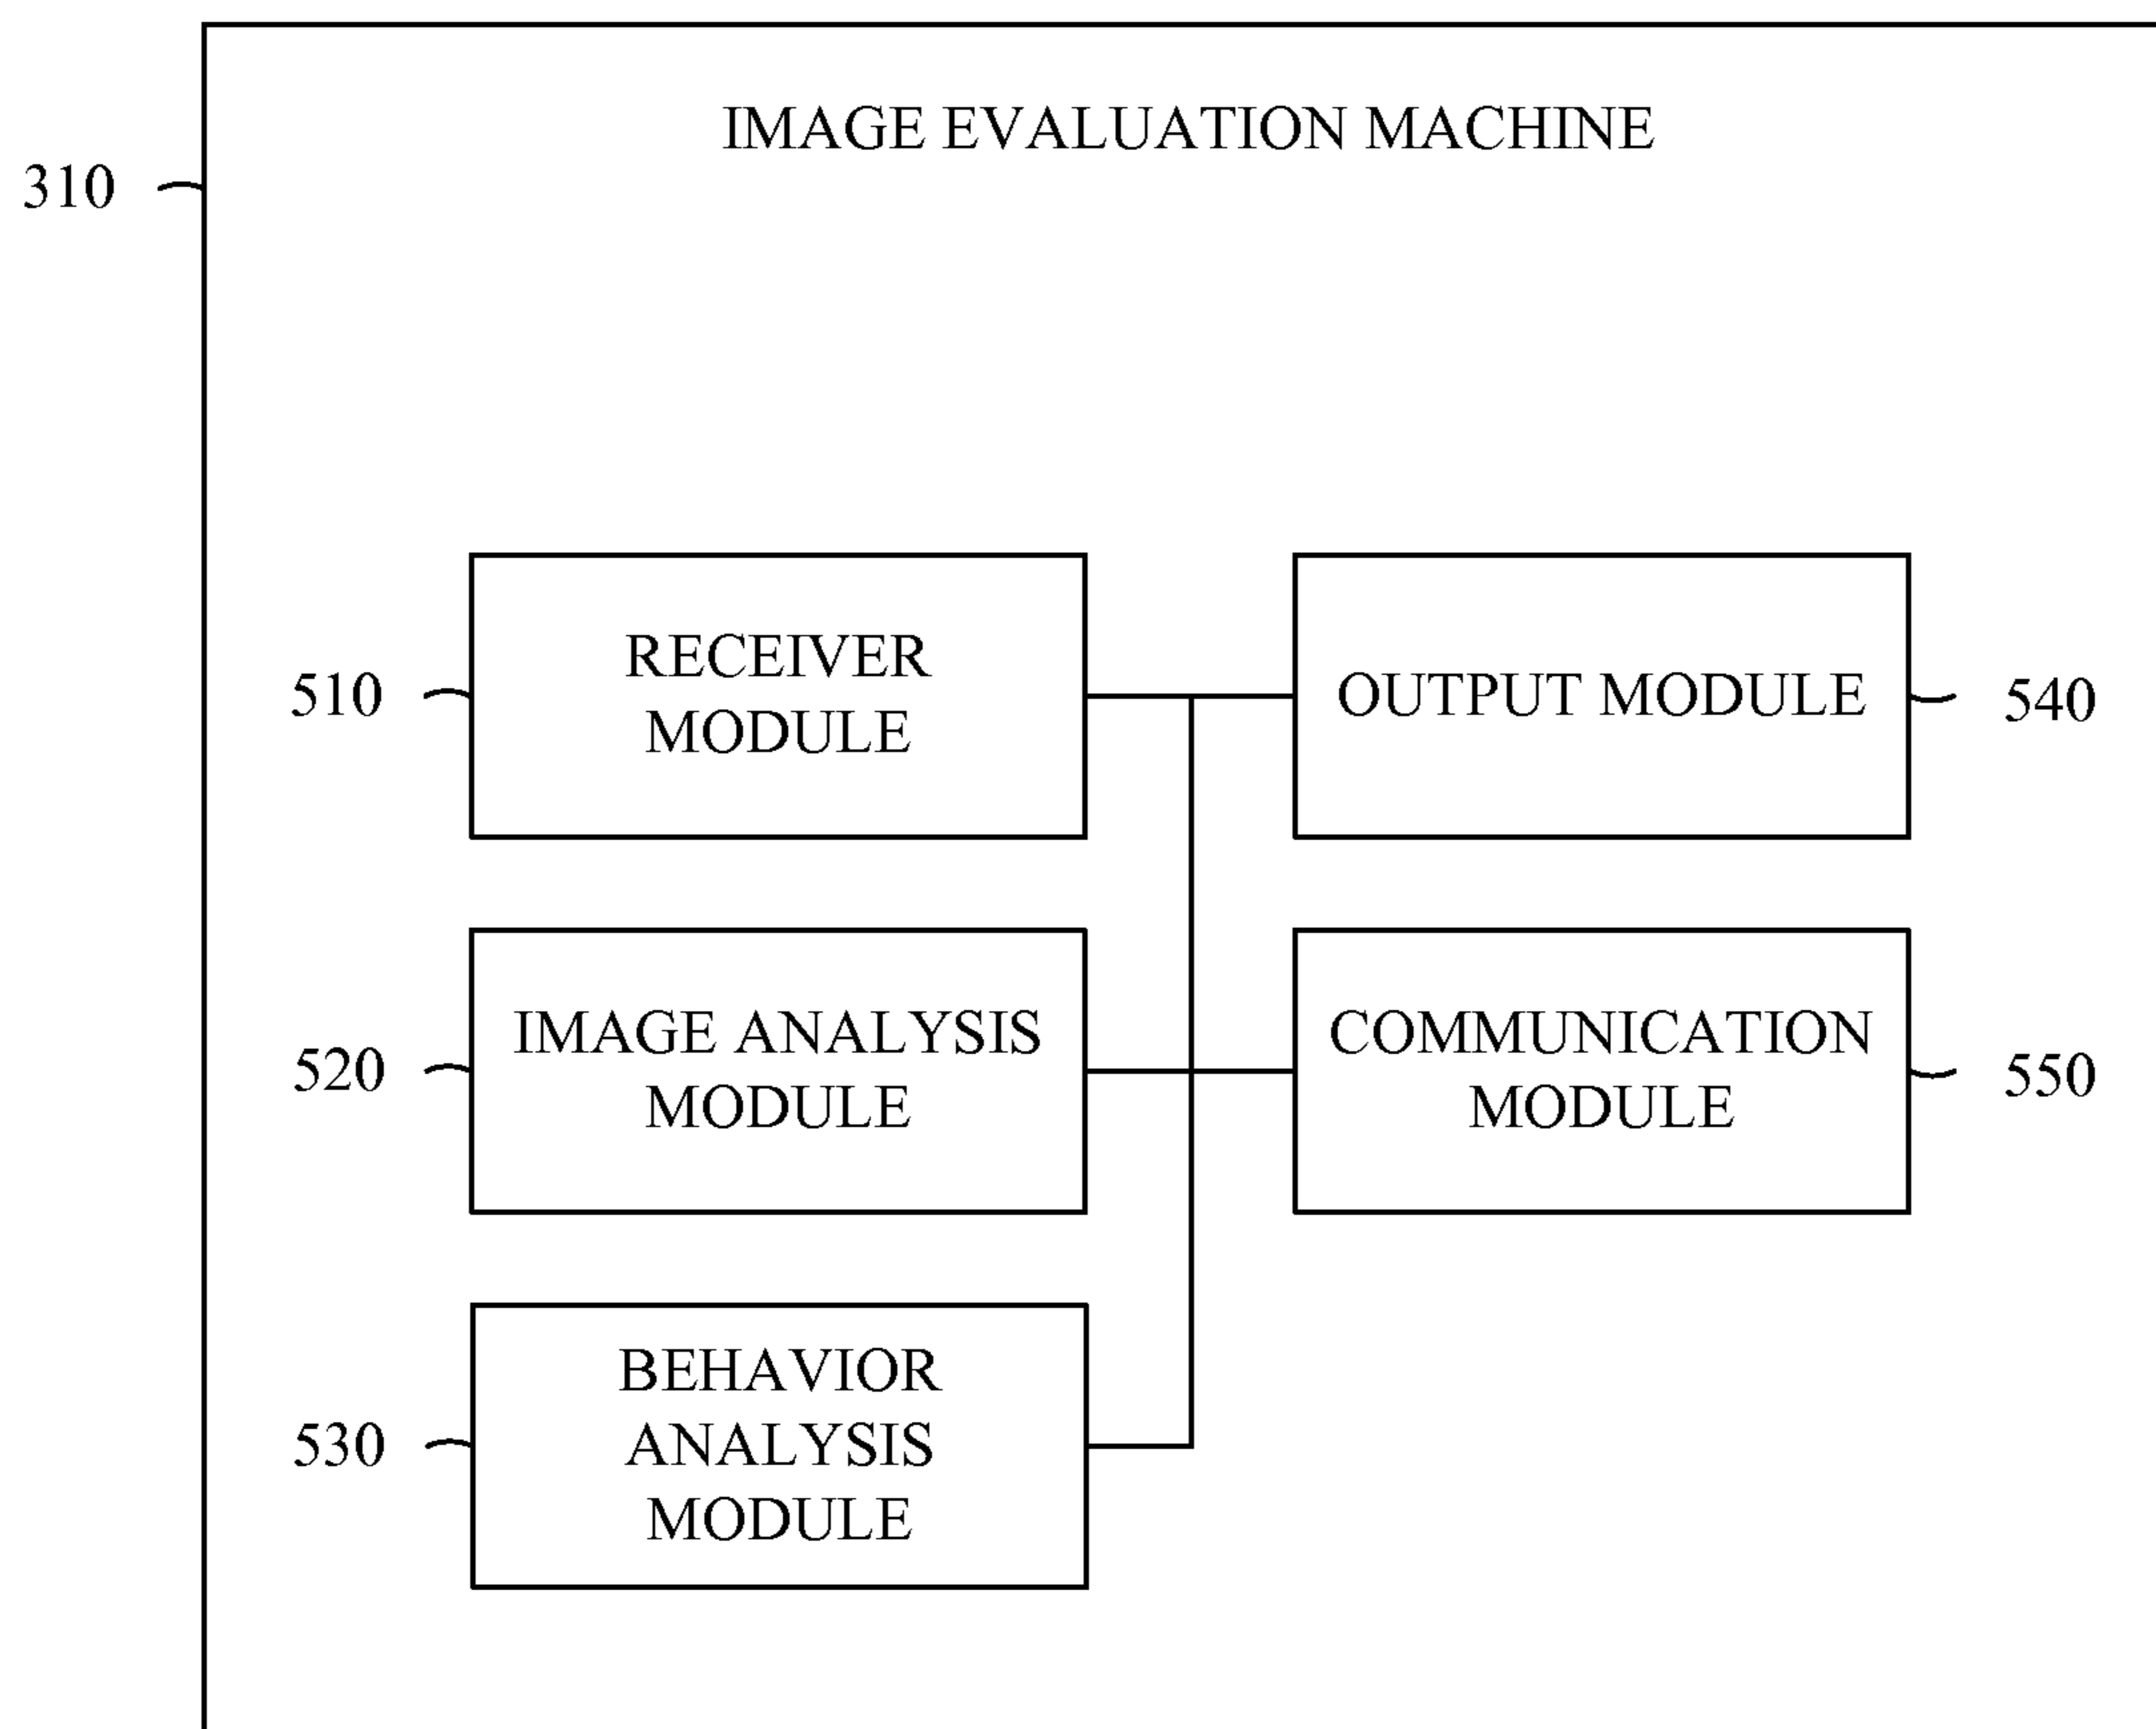 IMAGE EVALUATION MACHINE
310
510
RECEIVER
MODULE
OUTPUT MODULE
540
520
IMAGE ANALYSIS
MODULE
COMMUNICATION
MODULE
550
530
BEHAVIOR
ANALYSIS
MODULE